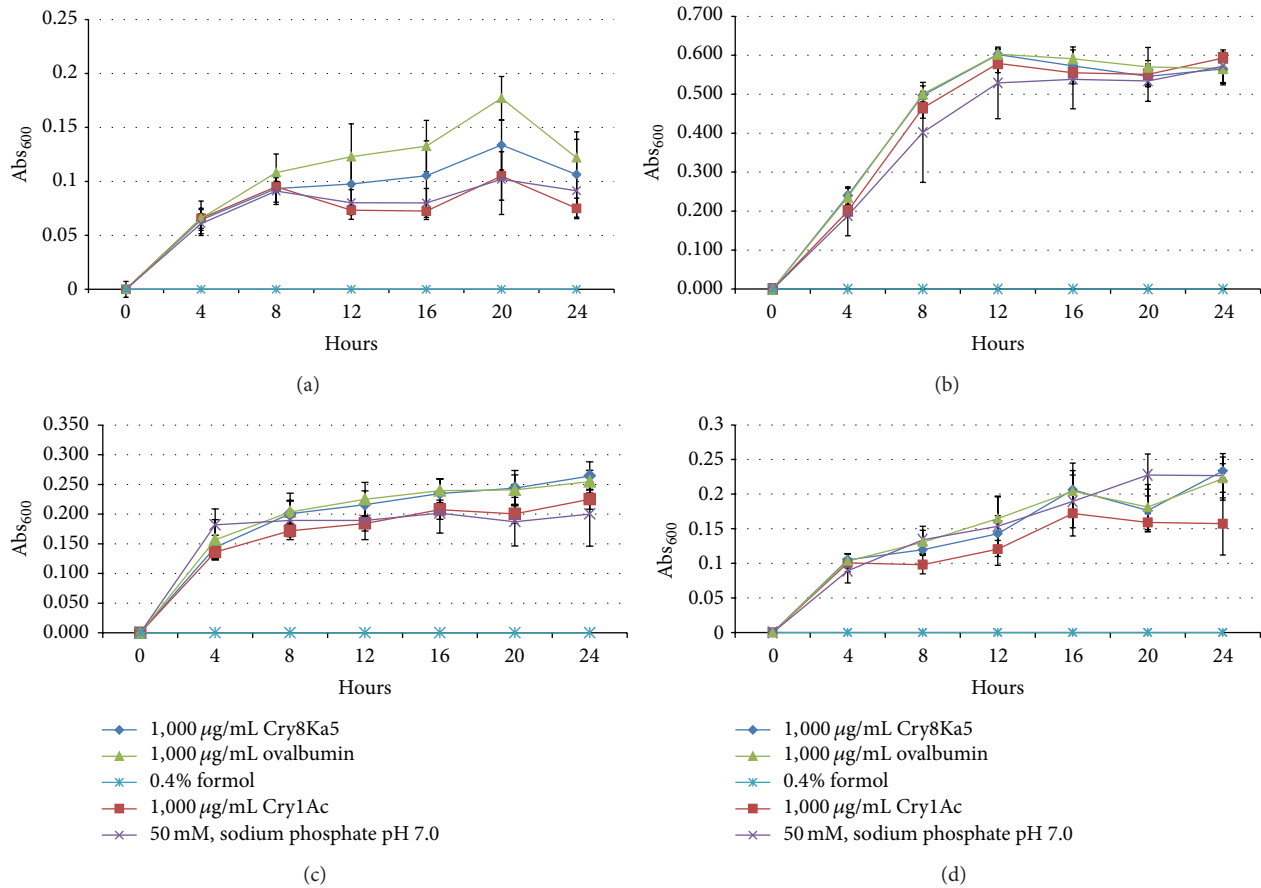 0.25
0.2
0.15
0.1
0.05
0
Abs600
0 4 8 12 16 20 24
Hours
(a)
0.600
0.500
0.400
0.300
0.200
0.100
0.000
Abs600
0 4 8 12 16 20 24
Hours
(b)
0.350
0.300
0.250
0.200
0.150
0.100
0.050
0.000
Abs600
0 4 8 12 16 20 24
Hours
1,000 μg/mL Cry8Ka5
1,000 μg/mL ovalbumin
0.4% formol
1,000 μg/mL Cry1Ac
50 mM, sodium phosphate pH 7.0
(c)
0.3
0.25
0.2
0.15
0.1
0.05
0
Abs600
0 4 8 12 16 20 24
Hours
1,000 μg/mL Cry8Ka5
1,000 μg/mL ovalbumin
0.4% formol
1,000 μg/mL Cry1Ac
50 mM, sodium phosphate pH 7.0
(d)